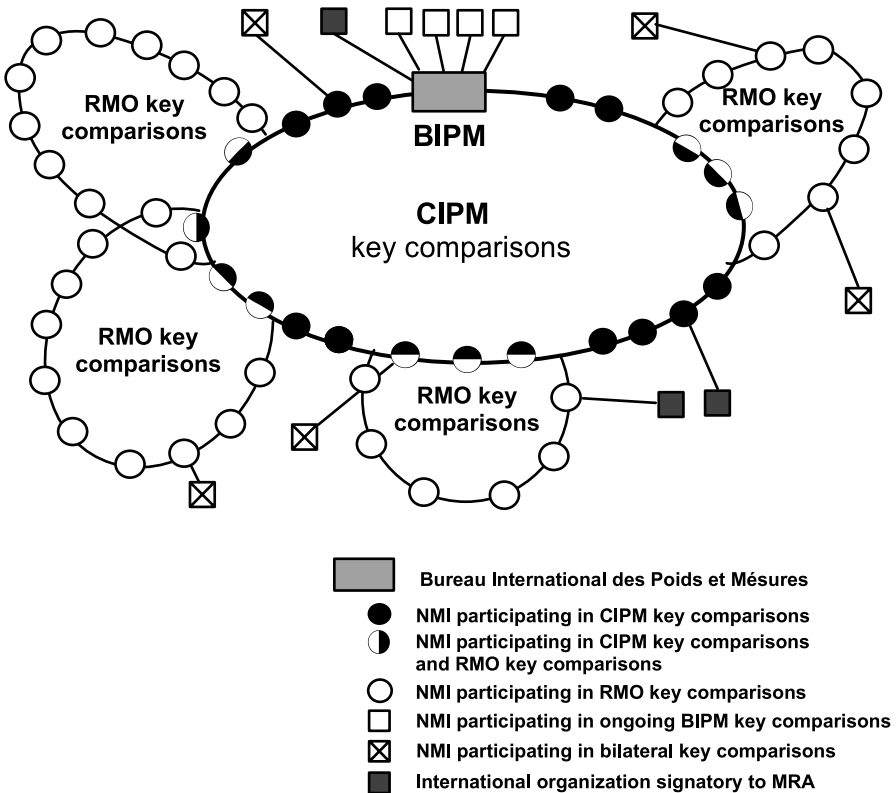 RMO key
comparisons
RMO key
comparisons
BIPM
CIPM
key comparisons
RMO key
comparisons
RMO key
comparisons
Bureau International des Poids et Mésures
NMI participating in CIPM key comparisons
NMI participating in CIPM key comparisons
and RMO key comparisons
NMI participating in RMO key comparisons
NMI participating in ongoing BIPM key comparisons
NMI participating in bilateral key comparisons
International organization signatory to MRA